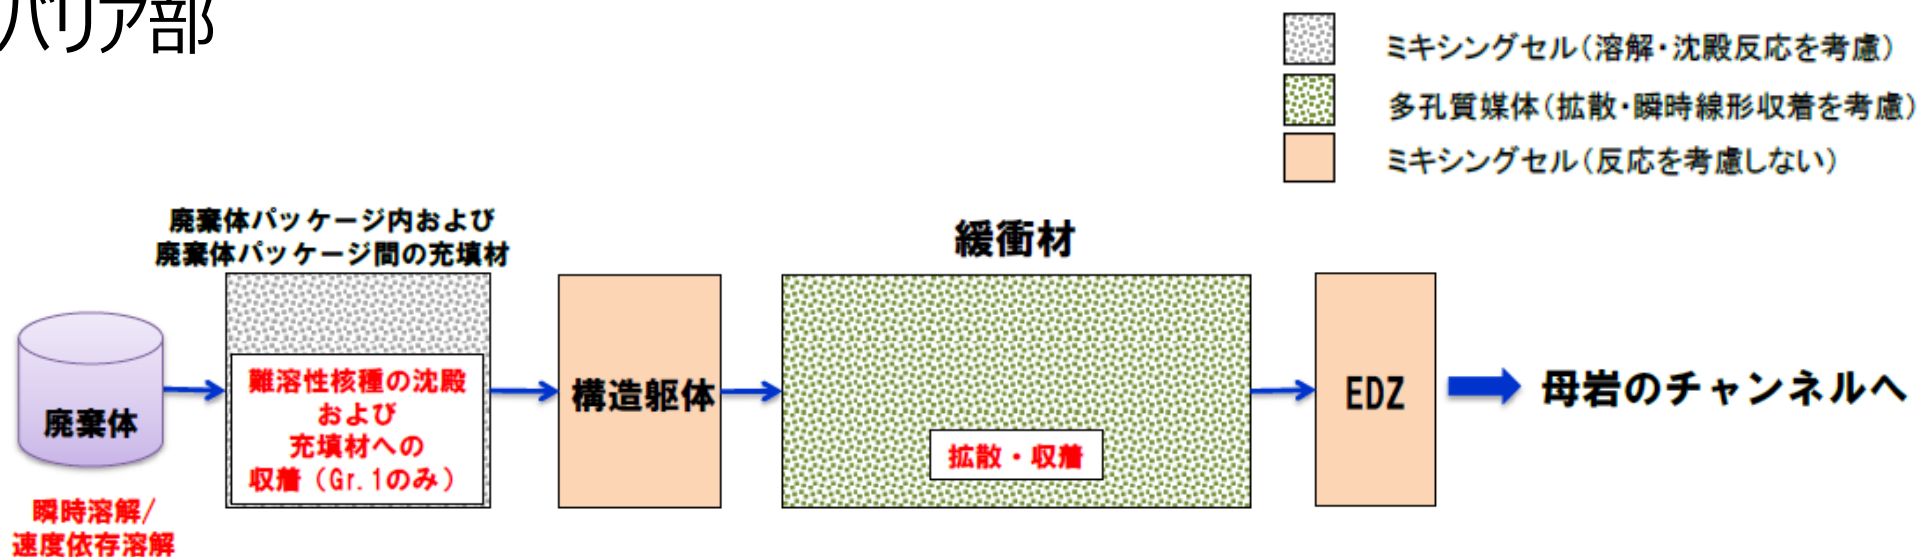 バリア部
ミキシングセル(溶解・沈殿反応を考慮)
多孔質媒体(拡散・瞬時線形収着を考慮)
ミキシングセル(反応を考慮しない)
廃棄体パッケージ内および
廃棄体パッケージ間の充填材
緩衝材
廃棄体
難溶性核種の沈殿
および
充填材への
収着(Gr.1のみ)
構造躯体
拡散・収着
EDZ
母岩のチャンネルへ
瞬時溶解/
速度依存溶解